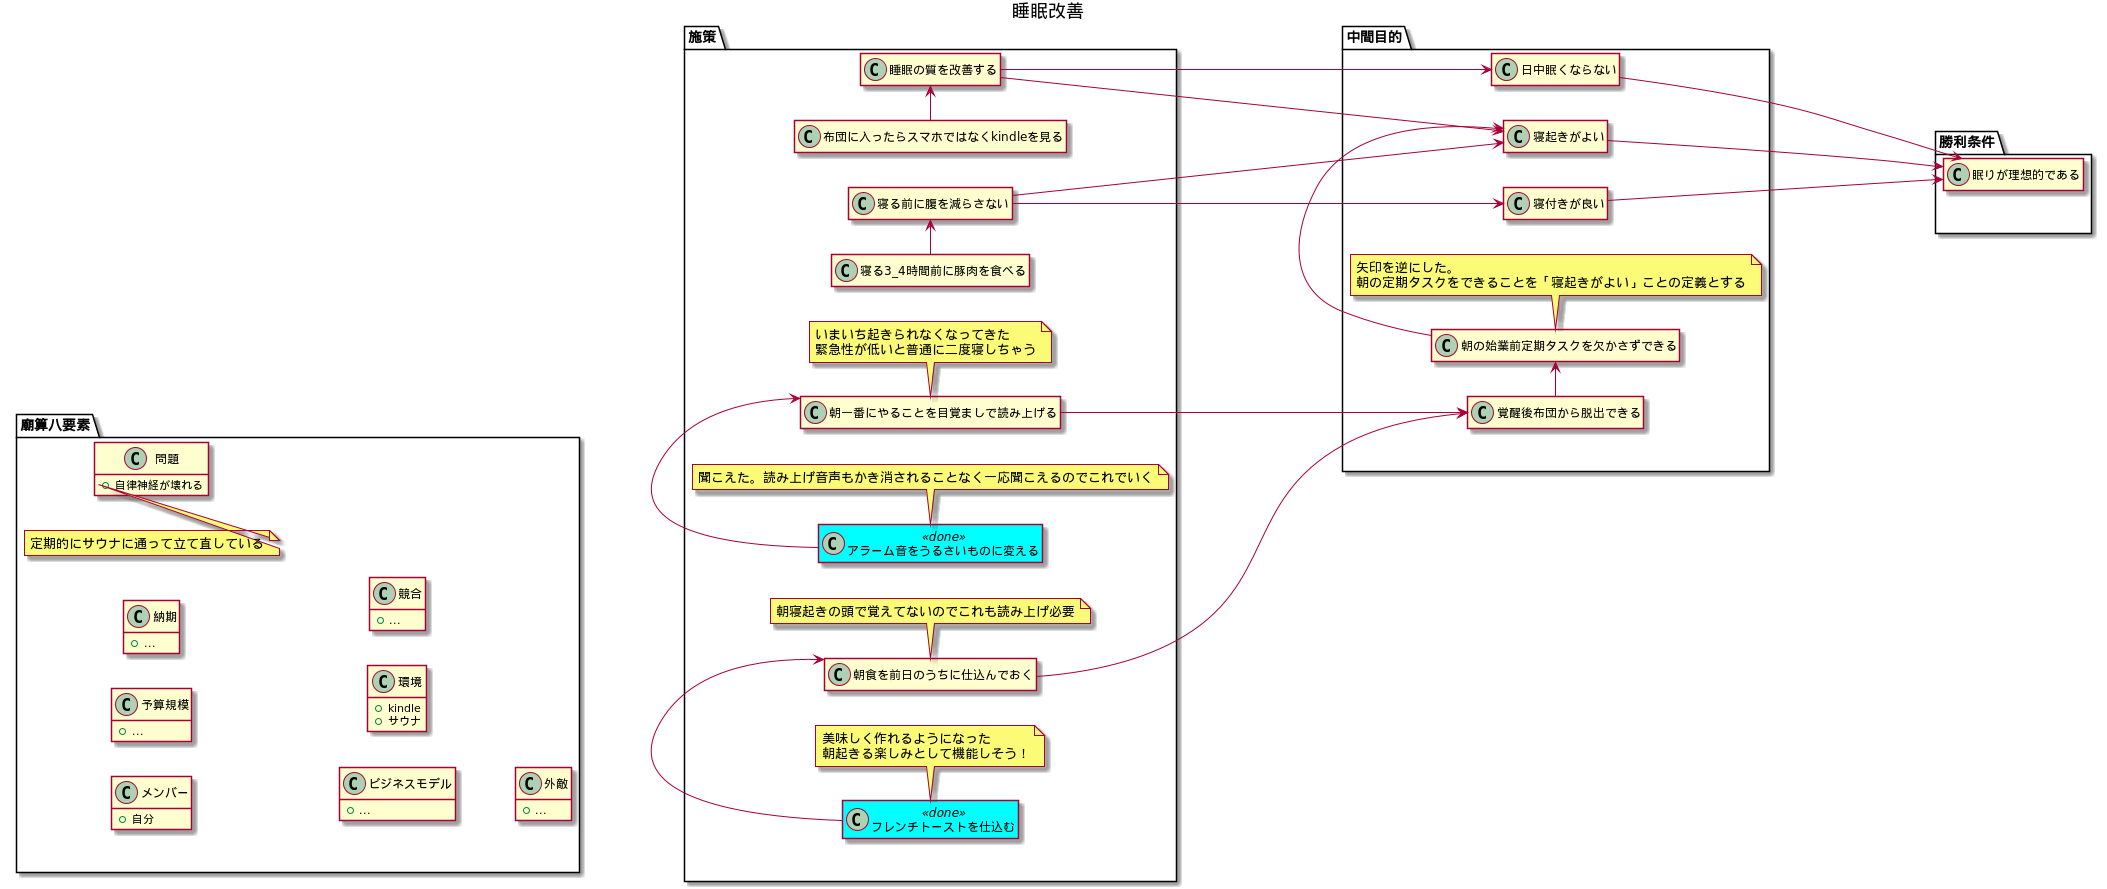 睡眠改善
施策
C 睡眠の質を改善する
C 布団に入ったらスマホではなくkindleを見る
C 寝る前に腹を減らさない
C 寝る3_4時間前に豚肉を食べる
いまいち起きられなくなってきた
緊急性が低いと普通に二度寝しちゃう
C 朝一番にやることを目覚ましで読み上げる
聞こえた。読み上げ音声もかき消されることなく一応聞こえるのでこれでいく
C «done»
アラーム音をうるさいものに変える
朝寝起きの頭で覚えてないのでこれも読み上げ必要
C 朝食を前日のうちに仕込んでおく
美味しく作れるようになった
朝起きる楽しみとして機能しそう！
C «done»
フレンチトーストを仕込む
中間目的
C 日中眠くならない
C 寝起きがよい
C 寝付きが良い
矢印を逆にした。
朝の定期タスクをできることを「寝起きがよい」ことの定義とする
C 朝の始業前定期タスクを欠かさずできる
C 覚醒後布団から脱出できる
勝利条件
C 眠りが理想的である
廟算八要素
C 問題
自律神経が壊れる
定期的にサウナに通って立て直している
C 納期
...
C 予算規模
...
C メンバー
自分
C 競合
...
C 環境
kindle
サウナ
C ビジネスモデル
...
C 外敵
...